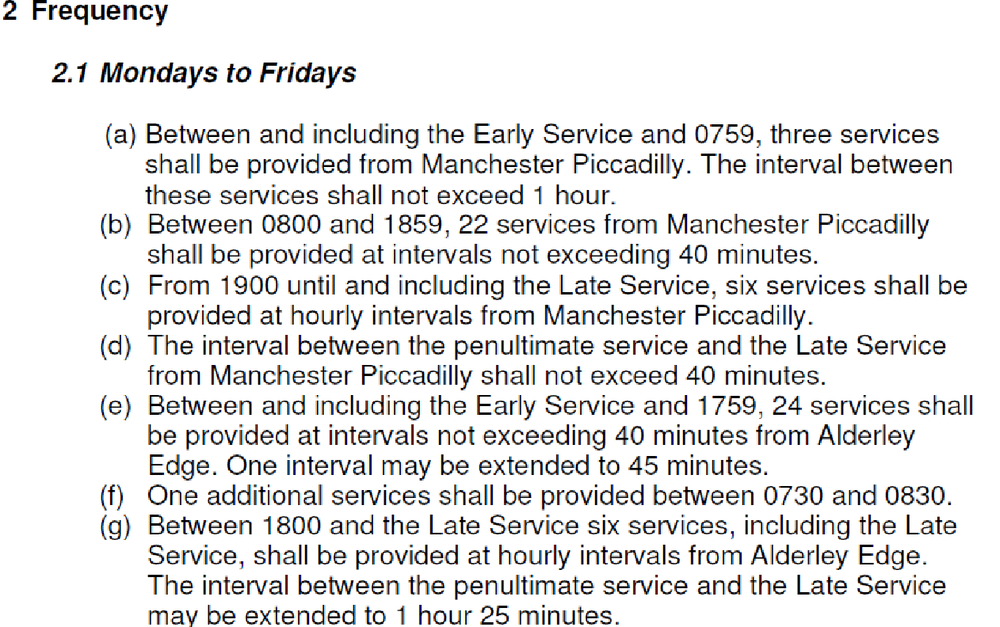 2 Frequency
2.1 Mondays to Fridays
(a) Between and including the Early Service and 0759, three services
shall be provided from Manchester Piccadilly. The interval between
these services shall not exceed 1 hour.
(b) Between 0800 and 1859, 22 services from Manchester Piccadilly
shall be provided at intervals not exceeding 40 minutes.
(c) From 1900 until and including the Late Service, six services shall be
provided at hourly intervals from Manchester Piccadilly.
(d) The interval between the penultimate service and the Late Service
from Manchester Piccadilly shall not exceed 40 minutes.
(e) Between and including the Early Service and 1759, 24 services shall
be provided at intervals not exceeding 40 minutes from Alderley
Edge. One interval may be extended to 45 minutes.
(f) One additional services shall be provided between 0730 and 0830.
(g) Between 1800 and the Late Service six services, including the Late
Service, shall be provided at hourly intervals from Alderley Edge.
The interval between the penultimate service and the Late Service
may be extended to 1 hour 25 minutes.